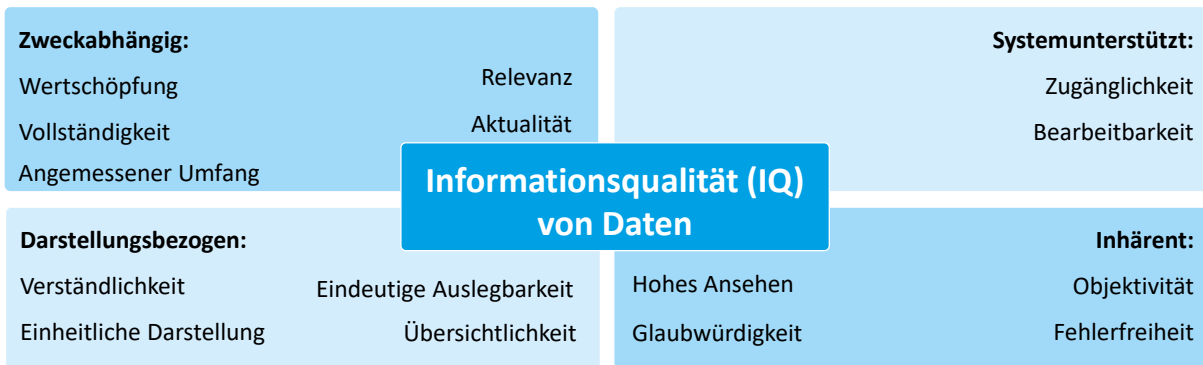 Zweckabhängig:
Wertschöpfung
Relevanz
Vollständigkeit
Aktualität
Angemessener Umfang
Systemunterstützt:
Zugänglichkeit
Bearbeitbarkeit
Informationsqualität (IQ)
von Daten
Darstellungsbezogen:
Verständlichkeit
Eindeutige Auslegbarkeit
Einheitliche Darstellung
Übersichtlichkeit
Inhärent:
Hohes Ansehen
Objektivität
Glaubwürdigkeit
Fehlerfreiheit